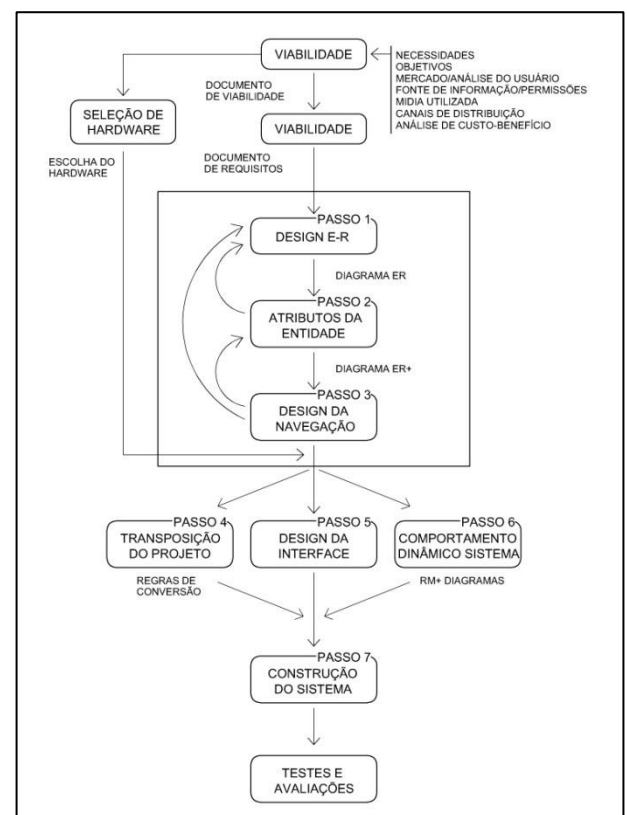 VIABILIDADE
NECESSIDADES
OBJETIVOS
MERCADO/ANÁLISE DO USUÁRIO
FONTE DE INFORMAÇÃO/PERMISSÕES
MIDIA UTILIZADA
CANAIS DE DISTRIBUIÇÃO
ANÁLISE DE CUSTO-BENEFÍCIO
DOCUMENTO
DE VIABILIDADE
SELEÇÃO DE
HARDWARE
VIABILIDADE
ESCOLHA DO
HARDWARE
DOCUMENTO
DE REQUISITOS
PASSO 1
DESIGN E-R
DIAGRAMA ER
PASSO 2
ATRIBUTOS DA
ENTIDADE
DIAGRAMA ER+
PASSO 3
DESIGN DA
NAVEGAÇÃO
PASSO 4
TRANSPOSIÇÃO
DO PROJETO
PASSO 5
DESIGN DA
INTERFACE
PASSO 6
COMPORTAMENTO
DINÂMICO SISTEMA
REGRAS DE
CONVERSÃO
RM+ DIAGRAMAS
PASSO 7
CONSTRUÇÃO
DO SISTEMA
TESTES E
AVALIAÇÕES